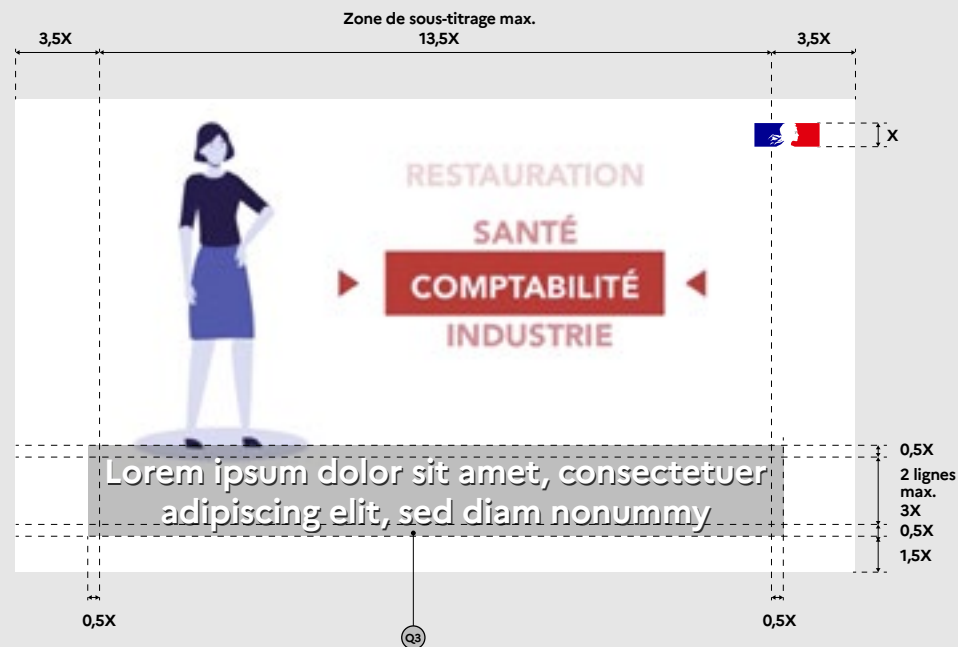 Zone de sous-titrage max.
3,5X
13,5X
3,5X
X
RESTAURATION
SANTÉ
COMPTABILITÉ
INDUSTRIE
0,5X
Lorem ipsum dolor sit amet, consectetuer
adipiscing elit, sed diam nonummy
2 lignes
max.
3X
0,5X
1,5X
0,5X
0,5X
Q3